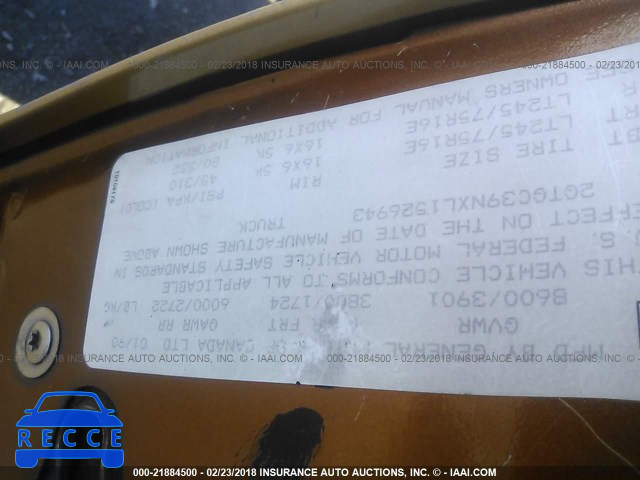 000-21884500 - 02/23/2018 INSURANCE AUTO AUCTIONS, INC. - © IAAI.COM
MFD BY GENERAL OF CANADA LTD 01/90
GVWR GAWR RR
8600/3901 1724 6000/2722 LB/KG
THIS VEHICLE CONFORMS TO ALL APPLICABLE
U.S. FEDERAL MOTOR VEHICLE SAFETY STANDARDS IN
EFFECT ON THE DATE OF MANUFACTURE SHOWN ABOVE
2GTGC39NXL1526943 TRUCK
TIRE SIZE RIM PSI/KPA (COLD)
LT245/75R16E 16X6.5K 45/310
LT245/75R16E 16X6.5K 80/552
SEE OWNERS MANUAL FOR ADDITIONAL INFORMATION
RECCE
000-21884500 - 02/23/2018 INSURANCE AUTO AUCTIONS, INC. - © IAAI.COM